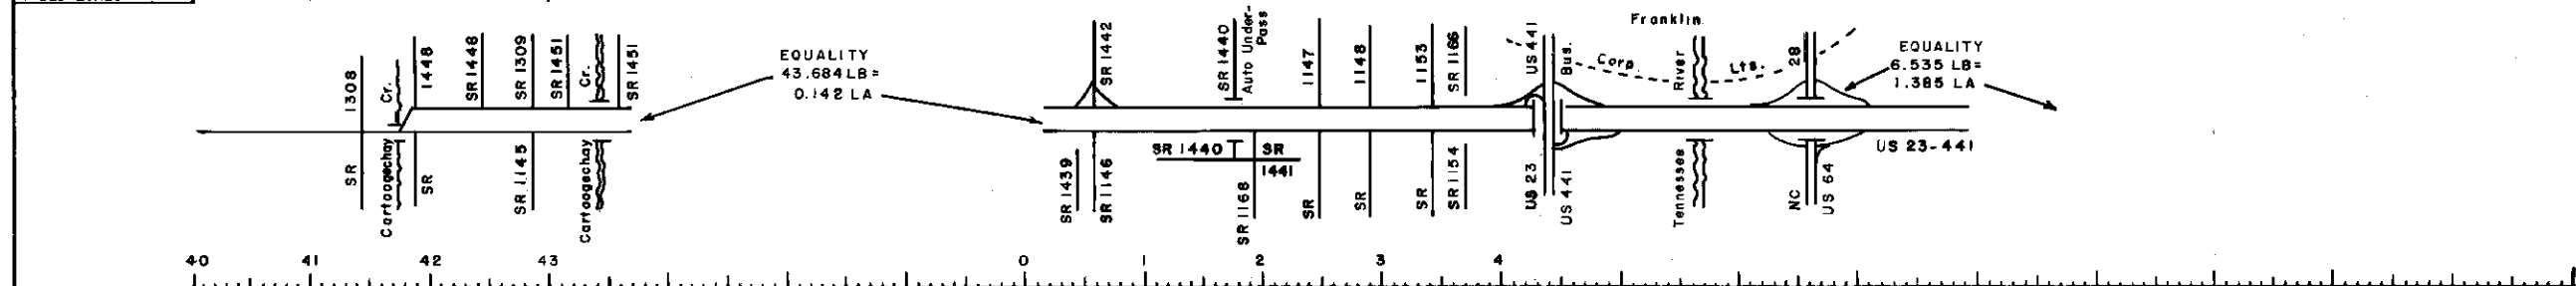 SR 1308
Cartoogechay Cr.
SR 1448
SR 1448
SR 1309
SR 1145
SR 1451
Cartoogechay Cr.
SR 1451
EQUALITY
43.684 LB=
0.142 LA
SR 1439
SR 1442
SR 1146
SR 1440
Auto Under-
Pass
SR 1440
SR
1441
SR 1168
SR 1147
SR 1148
SR 1153
SR 1166
SR 1154
US 23
US 441
US 441
Bus.
Franklin
Corp. Lts.
Tennessee River
NC 28
US 64
EQUALITY
6.535 LB=
1.385 LA
US 23-441
40 41 42 43 0 1 2 3 4